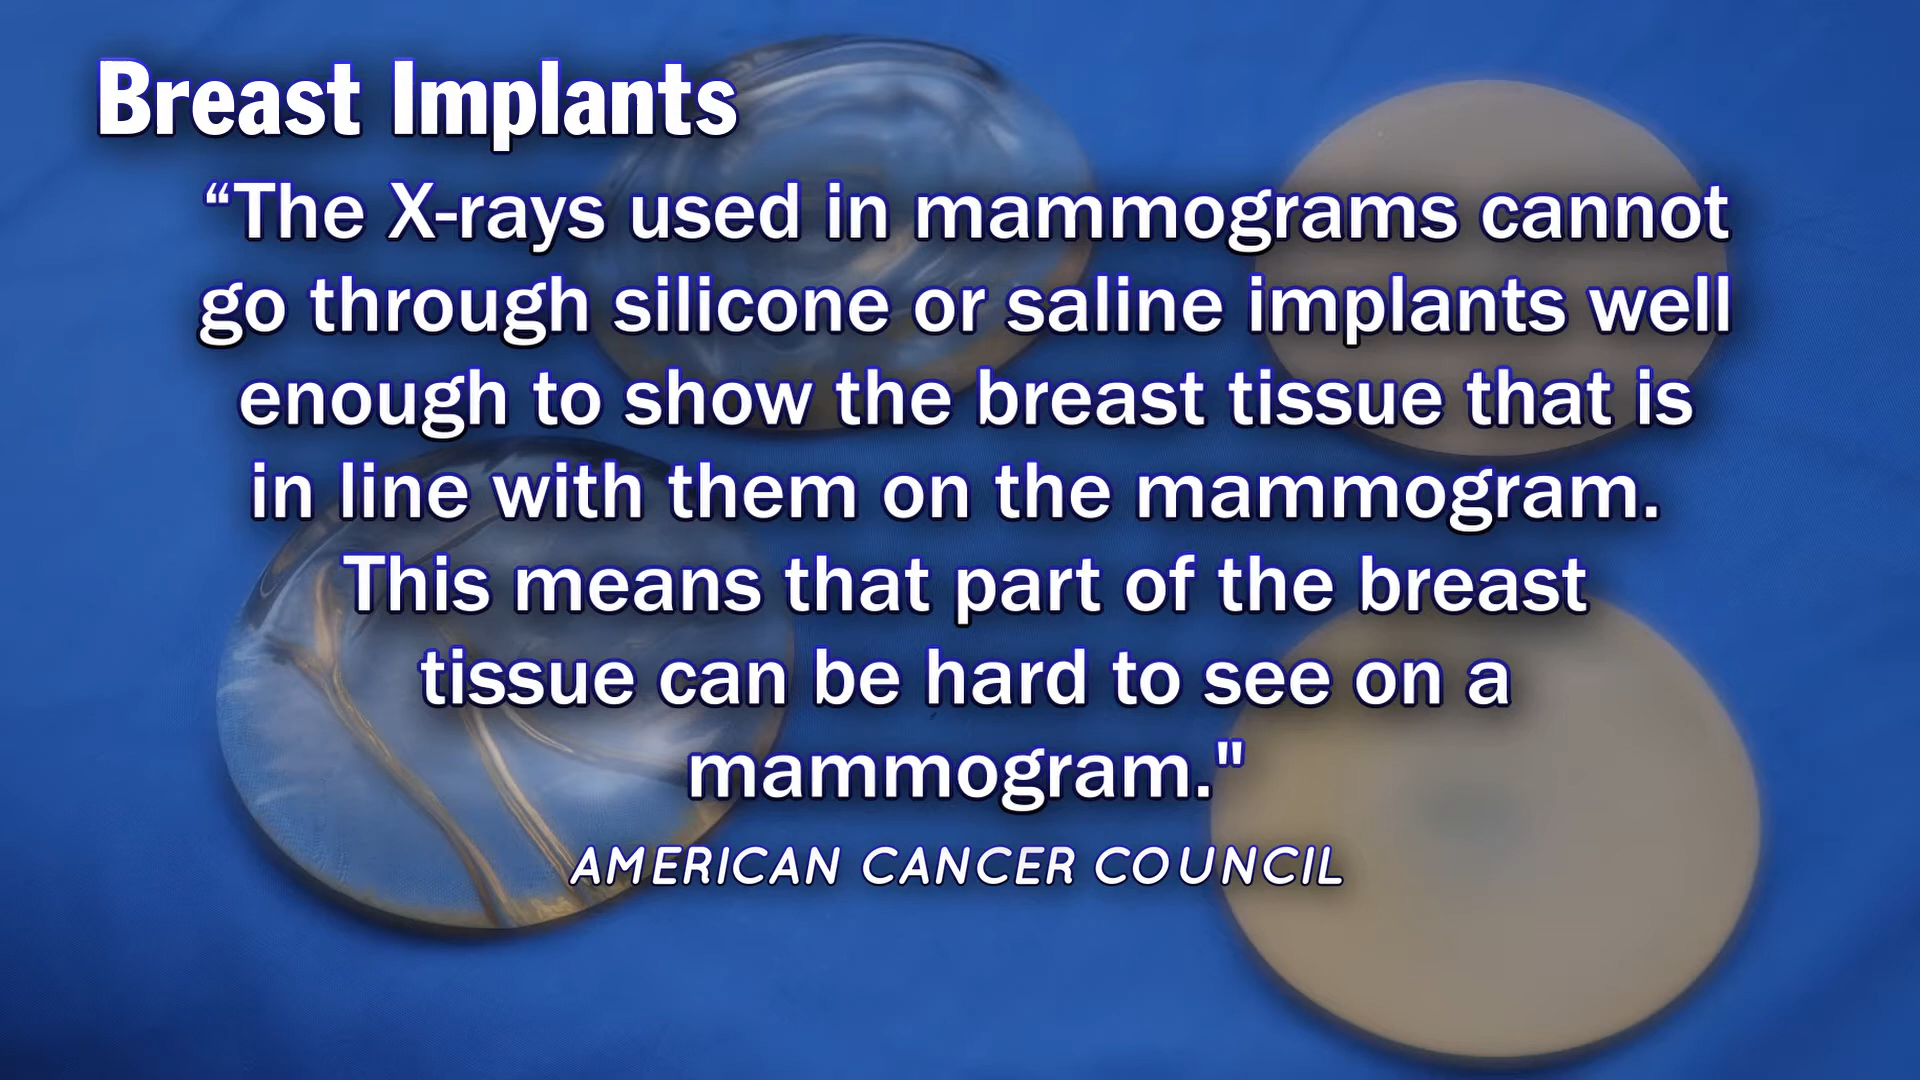 Breast Implants
“The X-rays used in mammograms cannot
go through silicone or saline implants well
enough to show the breast tissue that is
in line with them on the mammogram.
This means that part of the breast
tissue can be hard to see on a
mammogram."
AMERICAN CANCER COUNCIL